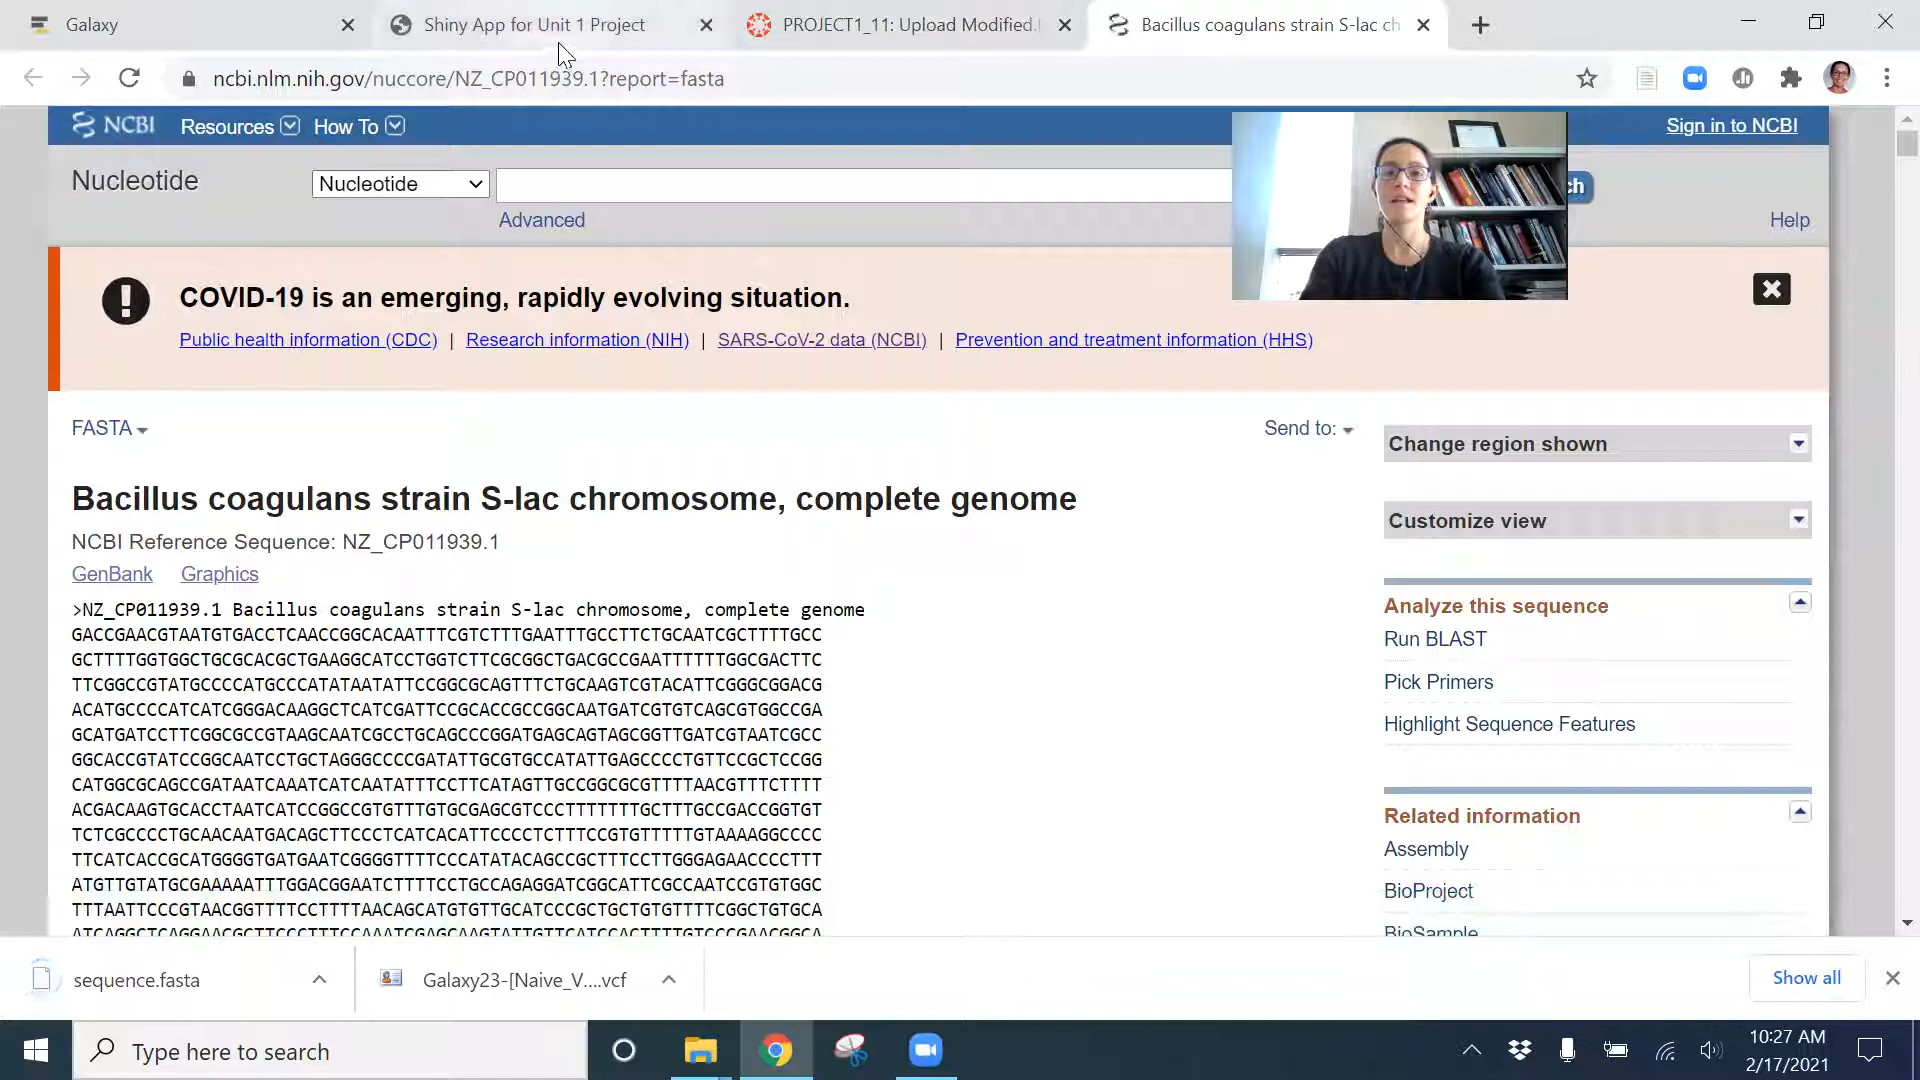 Galaxy
Shiny App for Unit 1 Project
PROJECT1_11: Upload Modified.
Bacillus coagulans strain S-lac ch
ncbi.nlm.nih.gov/nuccore/NZ_CP011939.1?report=fasta
NCBI Resources How To
Sign in to NCBI
Nucleotide
Nucleotide
ch
Advanced
Help
COVID-19 is an emerging, rapidly evolving situation.
Public health information (CDC) | Research information (NIH) | SARS-CoV-2 data (NCBI) | Prevention and treatment information (HHS)
FASTA
Send to:
Change region shown
Bacillus coagulans strain S-lac chromosome, complete genome
Customize view
NCBI Reference Sequence: NZ_CP011939.1
GenBank Graphics
>NZ_CP011939.1 Bacillus coagulans strain S-lac chromosome, complete genome
GACCGAACGTAATGTGACCTCAACCGGCACAATTTCGTCTTTGAATTTGCCTTCTGCAATCGCTTTTGCC
GCTTTTGGTGGCTGCGCACGCTGAAGGCATCCTGGTCTTCGCGGCTGACGCCGAATTTTTTGGCGACTTC
TTCGGCCGTATGCCCCATGCCCATATAATATTCCGGCGCAGTTTCTGCAAGTCGTACATTCGGGCGGACG
ACATGCCCCATCATCGGGACAAGGCTCATCGATTCCGCACCGCCGGCAATGATCGTGTCAGCGTGGCCGA
GCATGATCCTTCGGCGCCGTAAGCAATCGCCTGCAGCCCGGATGAGCAGTAGCGGTTGATCGTAATCGCC
GGCACCGTATCCGGCAATCCTGCTAGGGCCCCGATATTGCGTGCCATATTGAGCCCCTGTTCCGCTCCGG
CATGGCGCAGCCGATAATCAAATCATCAATATTTCCTTCATAGTTGCCGGCGCGTTTTAACGTTTCTTTT
ACGACAAGTGCACCTAATCATCCGGCCGTGTTTGTGCGAGCGTCCCTTTTTTTGCTTTGCCGACCGGTGT
TCTCGCCCCTGCAACAATGACAGCTTCCCTCATCACATTCCCCTCTTTCCGTGTTTTTGTAAAAGGCCCC
TTCATCACCGCATGGGGTGATGAATCGGGGTTTTCCCATATACAGCCGCTTTCCTTGGGAGAACCCCTTT
ATGTTGTATGCGAAAAATTTGGACGGAATCTTTTCCTGCCAGAGGATCGGCATTCGCCAATCCGTGTGGC
TTTAATTCCCGTAACGGTTTTCCTTTTAACAGCATGTGTTGCATCCCGCTGCTGTGTTTTCGGCTGTGCA
Analyze this sequence
Run BLAST
Pick Primers
Highlight Sequence Features
Related information
Assembly
BioProject
BioSample
sequence.fasta
Galaxy23-[Naive_V....vcf
Show all
Type here to search
10:27 AM
2/17/2021